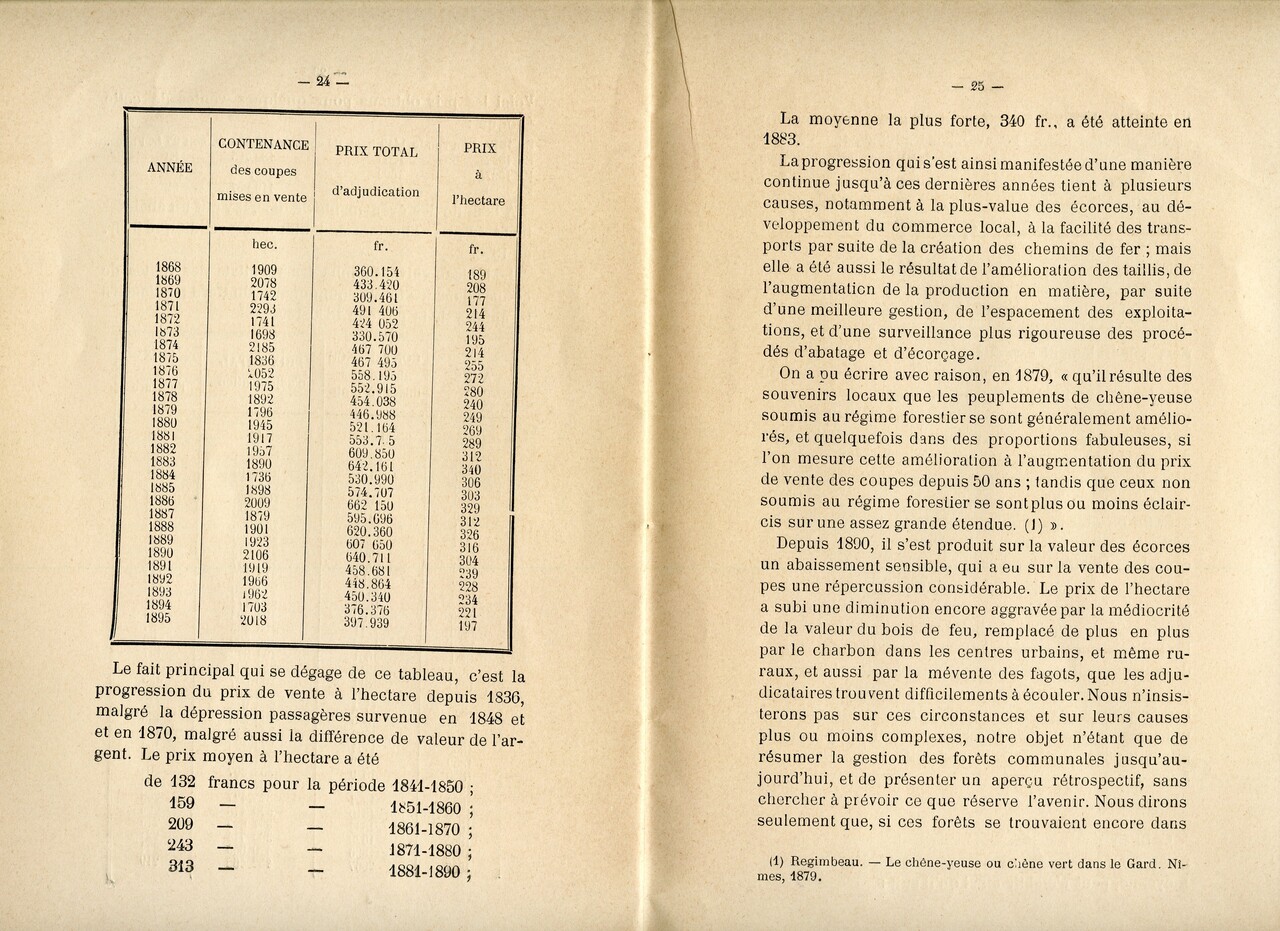 — 24 —
ANNÉE | CONTENANCE des coupes mises en vente | PRIX TOTAL d'adjudication | PRIX à l'hectare
hec. | fr. | fr.
1868 | 1909 | 360.154 | 189
1869 | 2078 | 433.420 | 208
1870 | 1742 | 309.461 | 177
1871 | 2293 | 491 406 | 214
1872 | 1741 | 424 052 | 244
1873 | 1698 | 330.570 | 195
1874 | 2185 | 467 700 | 214
1875 | 1836 | 467 495 | 255
1876 | 052 | 558.195 | 272
1877 | 1975 | 552.915 | 280
1878 | 1892 | 454.038 | 240
1879 | 1796 | 446.988 | 249
1880 | 1945 | 521.164 | 269
1881 | 1917 | 553.7 5 | 289
1882 | 1957 | 609.850 | 312
1883 | 1890 | 642.161 | 340
1884 | 1736 | 530.990 | 306
1885 | 1898 | 574.707 | 303
1886 | 2009 | 662 150 | 329
1887 | 1879 | 595.696 | 312
1888 | 1901 | 620.360 | 326
1889 | 1923 | 607 650 | 316
1890 | 2106 | 640.711 | 304
1891 | 1919 | 458.681 | 239
1892 | 1966 | 448.864 | 228
1893 | 1962 | 450.340 | 234
1894 | 1703 | 376.376 | 221
1895 | 2018 | 397.939 | 197
Le fait principal qui se dégage de ce tableau, c'est la
progression du prix de vente à l'hectare depuis 1836,
malgré la dépression passagères survenue en 1848 et
et en 1870, malgré aussi la différence de valeur de l'ar-
gent. Le prix moyen à l'hectare a été
de 132 francs pour la période 1841-1850 ;
159 — — 1851-1860 ;
209 — — 1861-1870 ;
243 — — 1871-1880 ;
313 — — 1881-1890 ;
— 25 —
La moyenne la plus forte, 340 fr., a été atteinte en
1883.
La progression qui s'est ainsi manifestée d'une manière
continue jusqu'à ces dernières années tient à plusieurs
causes, notamment à la plus-value des écorces, au dé-
veloppement du commerce local, à la facilité des trans-
ports par suite de la création des chemins de fer ; mais
elle a été aussi le résultat de l'amélioration des taillis, de
l'augmentation de la production en matière, par suite
d'une meilleure gestion, de l'espacement des exploita-
tions, et d'une surveillance plus rigoureuse des procé-
dés d'abatage et d'écorçage.
On a pu écrire avec raison, en 1879, « qu'il résulte des
souvenirs locaux que les peuplements de chêne-yeuse
soumis au régime forestier se sont généralement amélio-
rés, et quelquefois dans des proportions fabuleuses, si
l'on mesure cette amélioration à l'augmentation du prix
de vente des coupes depuis 50 ans ; tandis que ceux non
soumis au régime forestier se sont plus ou moins éclair-
cis sur une assez grande étendue. (1) ».
Depuis 1890, il s'est produit sur la valeur des écorces
un abaissement sensible, qui a eu sur la vente des cou-
pes une répercussion considérable. Le prix de l'hectare
a subi une diminution encore aggravée par la médiocrité
de la valeur du bois de feu, remplacé de plus en plus
par le charbon dans les centres urbains, et même ru-
raux, et aussi par la mévente des fagots, que les adju-
dicataires trouvent difficilements à écouler. Nous n'insis-
terons pas sur ces circonstances et sur leurs causes
plus ou moins complexes, notre objet n'étant que de
résumer la gestion des forêts communales jusqu'au-
jourd'hui, et de présenter un aperçu rétrospectif, sans
chercher à prévoir ce que réserve l'avenir. Nous dirons
seulement que, si ces forêts se trouvaient encore dans
(1) Regimbeau. — Le chêne-yeuse ou chêne vert dans le Gard. Nî-
mes, 1879.